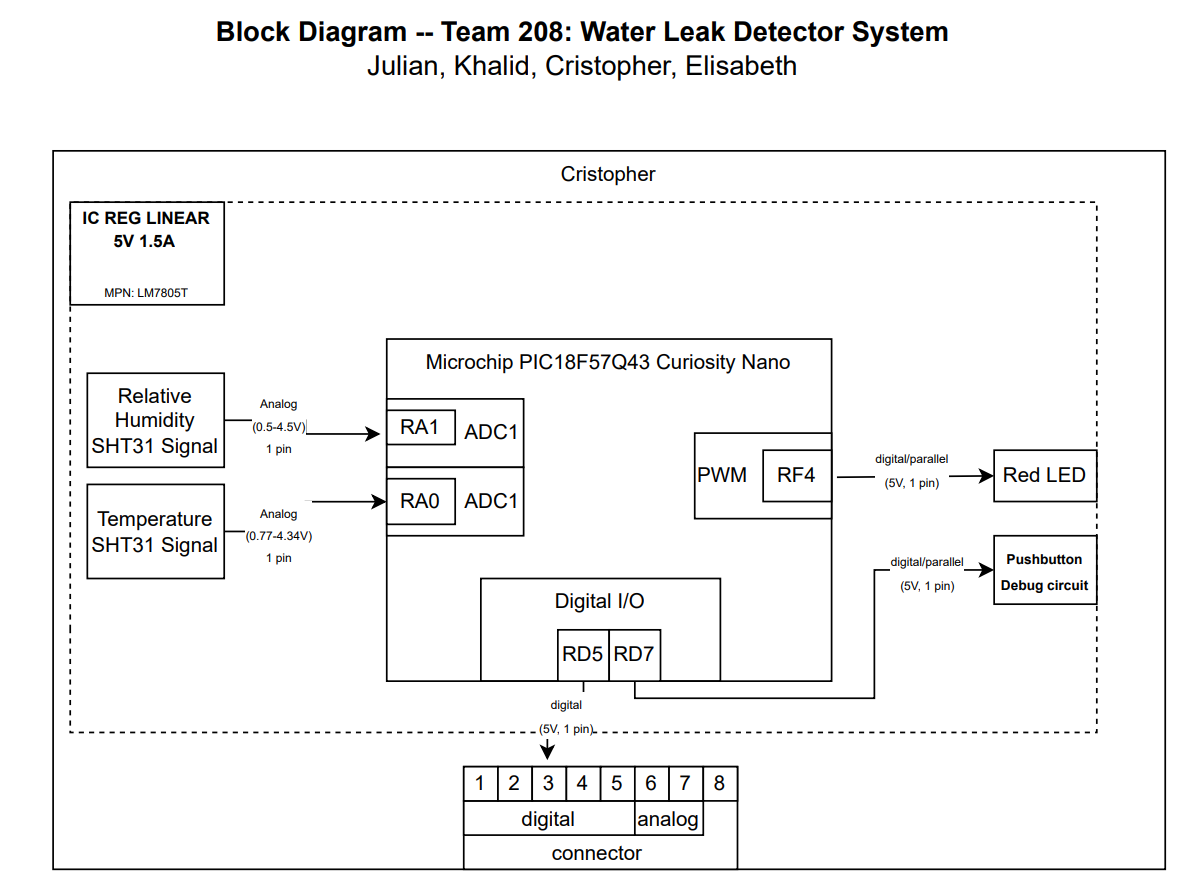 Block Diagram -- Team 208: Water Leak Detector System
Julian, Khalid, Cristopher, Elisabeth
Cristopher
IC REG LINEAR
5V 1.5A
MPN: LM7805T
Microchip PIC18F57Q43 Curiosity Nano
Relative
Humidity
SHT31 Signal
Analog
(0.5-4.5V)
1 pin
RA1
ADC1
Temperature
SHT31 Signal
Analog
(0.77-4.34V)
1 pin
RA0
ADC1
PWM
RF4
digital/parallel
(5V, 1 pin)
Red LED
digital/parallel
(5V, 1 pin)
Pushbutton
Debug circuit
Digital I/O
RD5
RD7
digital
(5V, 1 pin)
1 2 3 4 5 6 7 8
digital
analog
connector